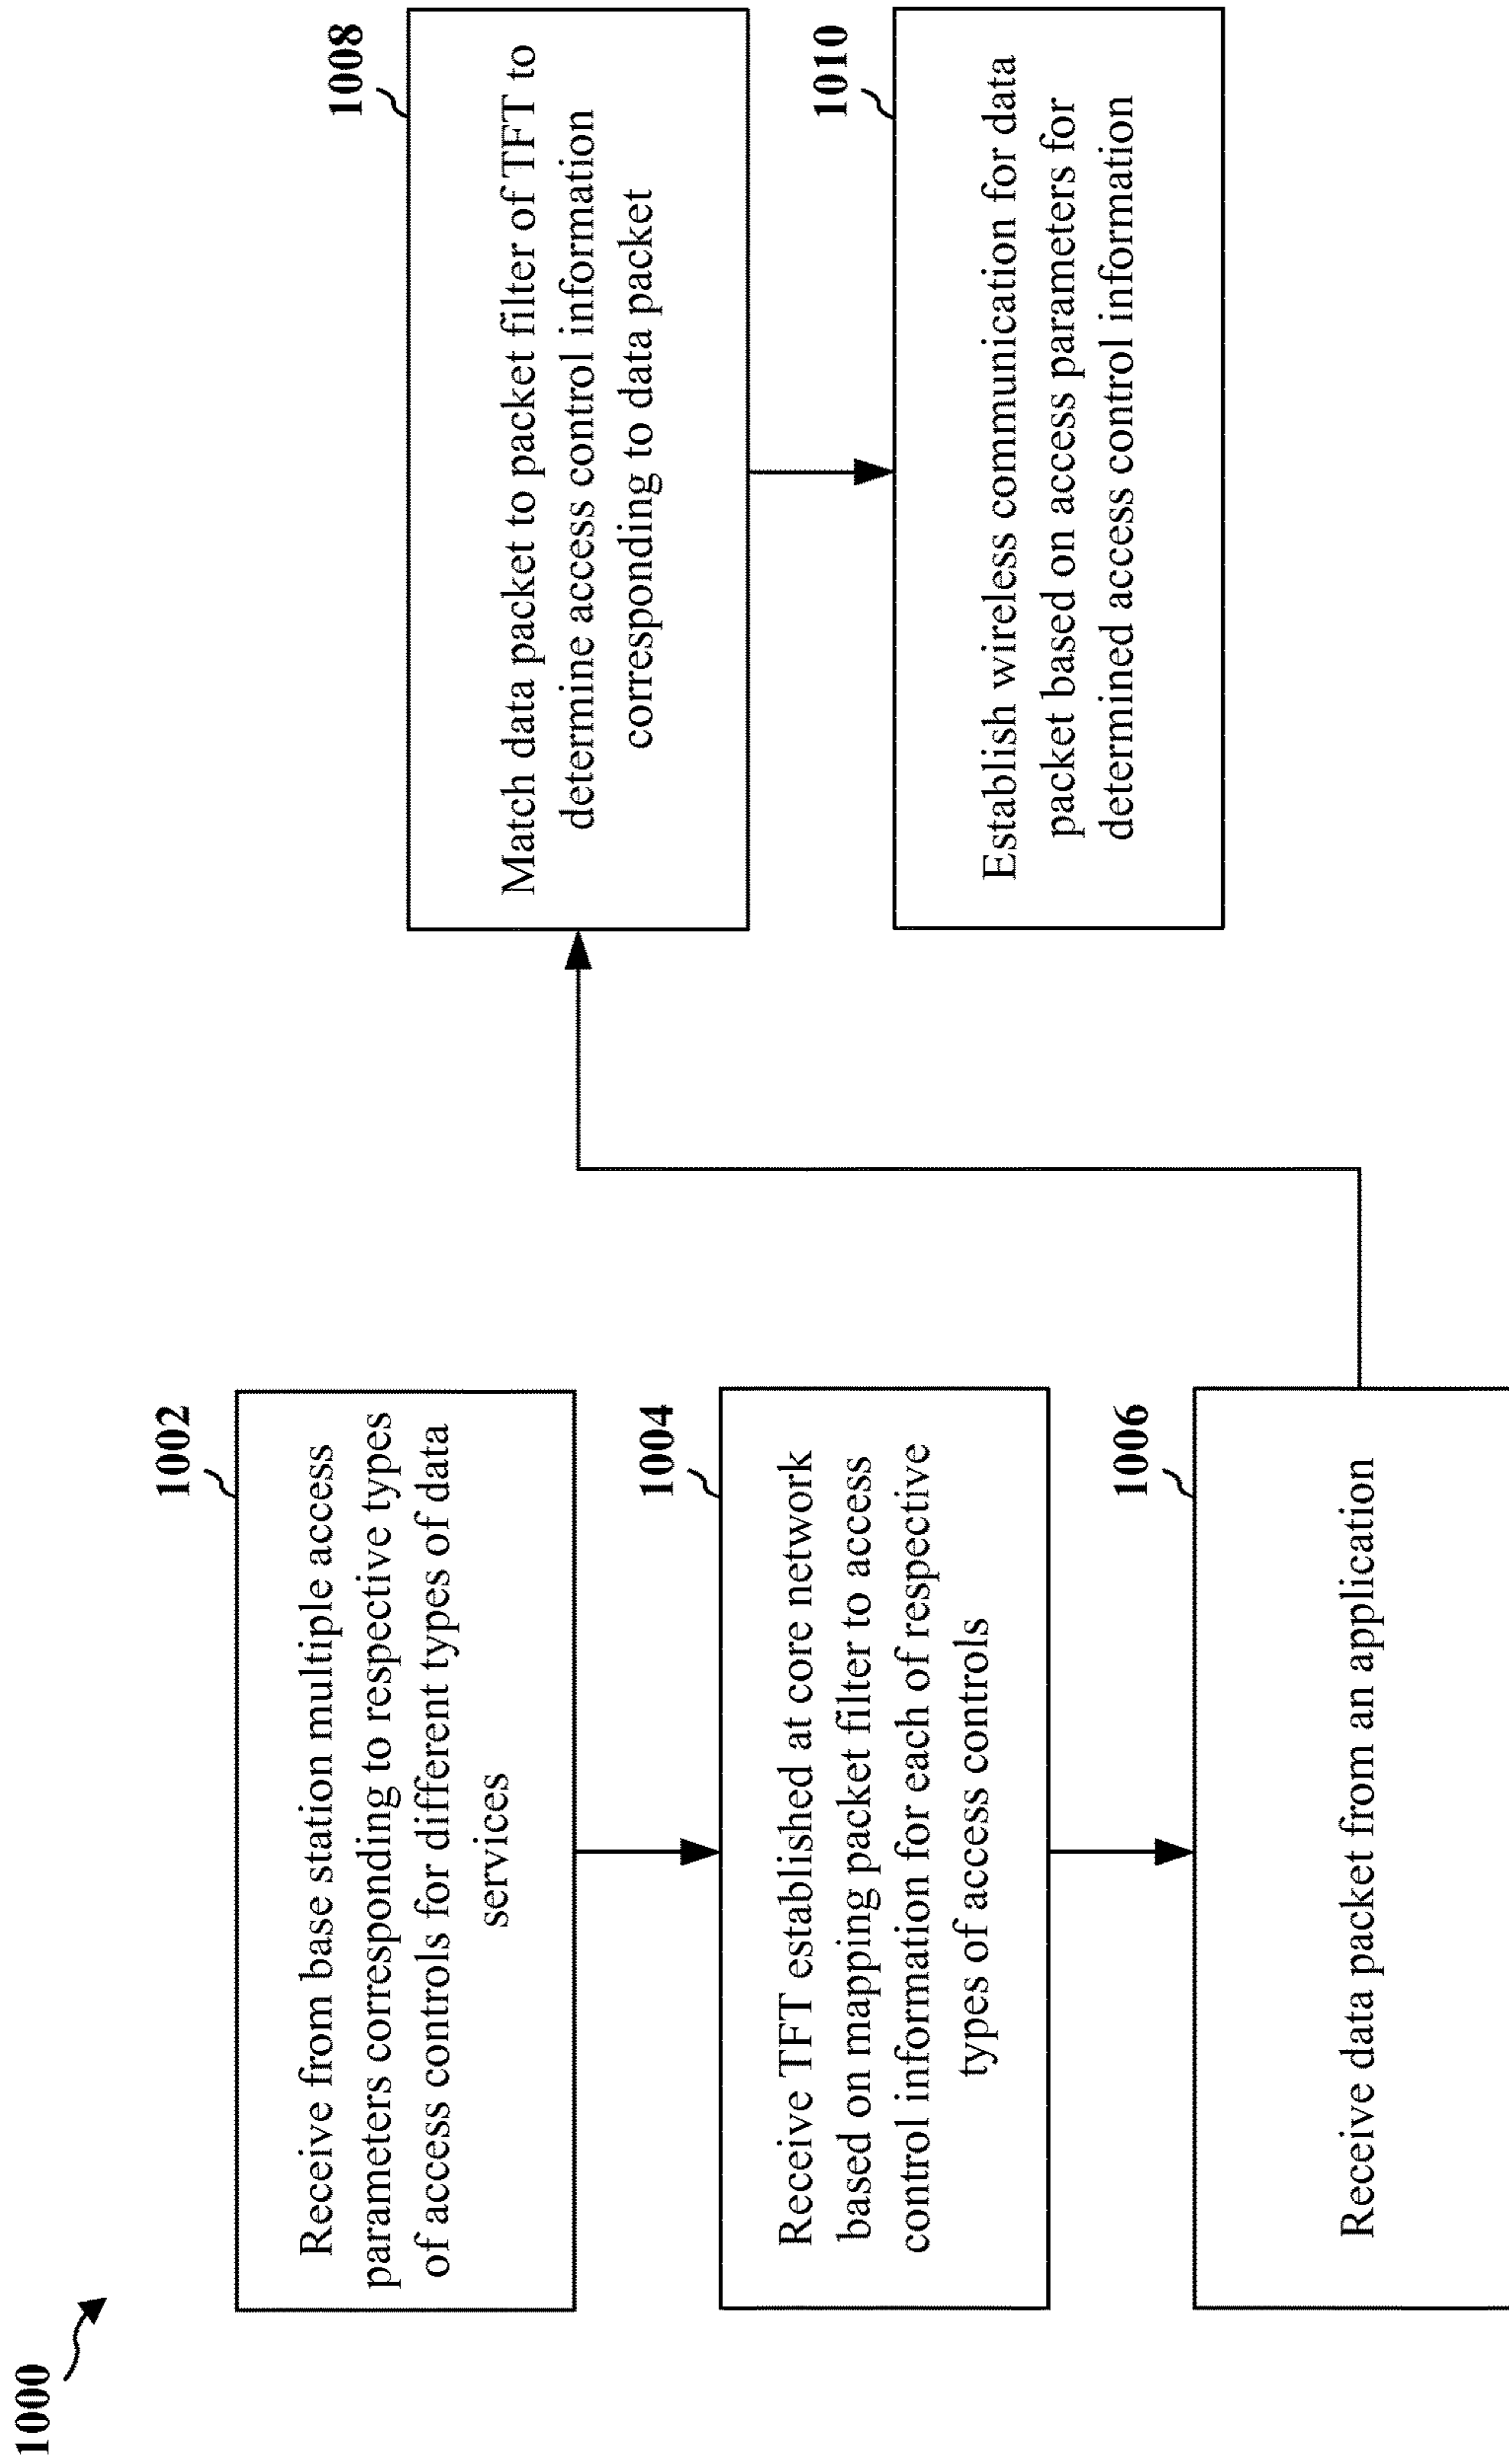 1000
1002
Receive from base station multiple access
parameters corresponding to respective types
of access controls for different types of data
services
1004
Receive TFT established at core network
based on mapping packet filter to access
control information for each of respective
types of access controls
1006
Receive data packet from an application
1008
Match data packet to packet filter of TFT to
determine access control information
corresponding to data packet
1010
Establish wireless communication for data
packet based on access parameters for
determined access control information